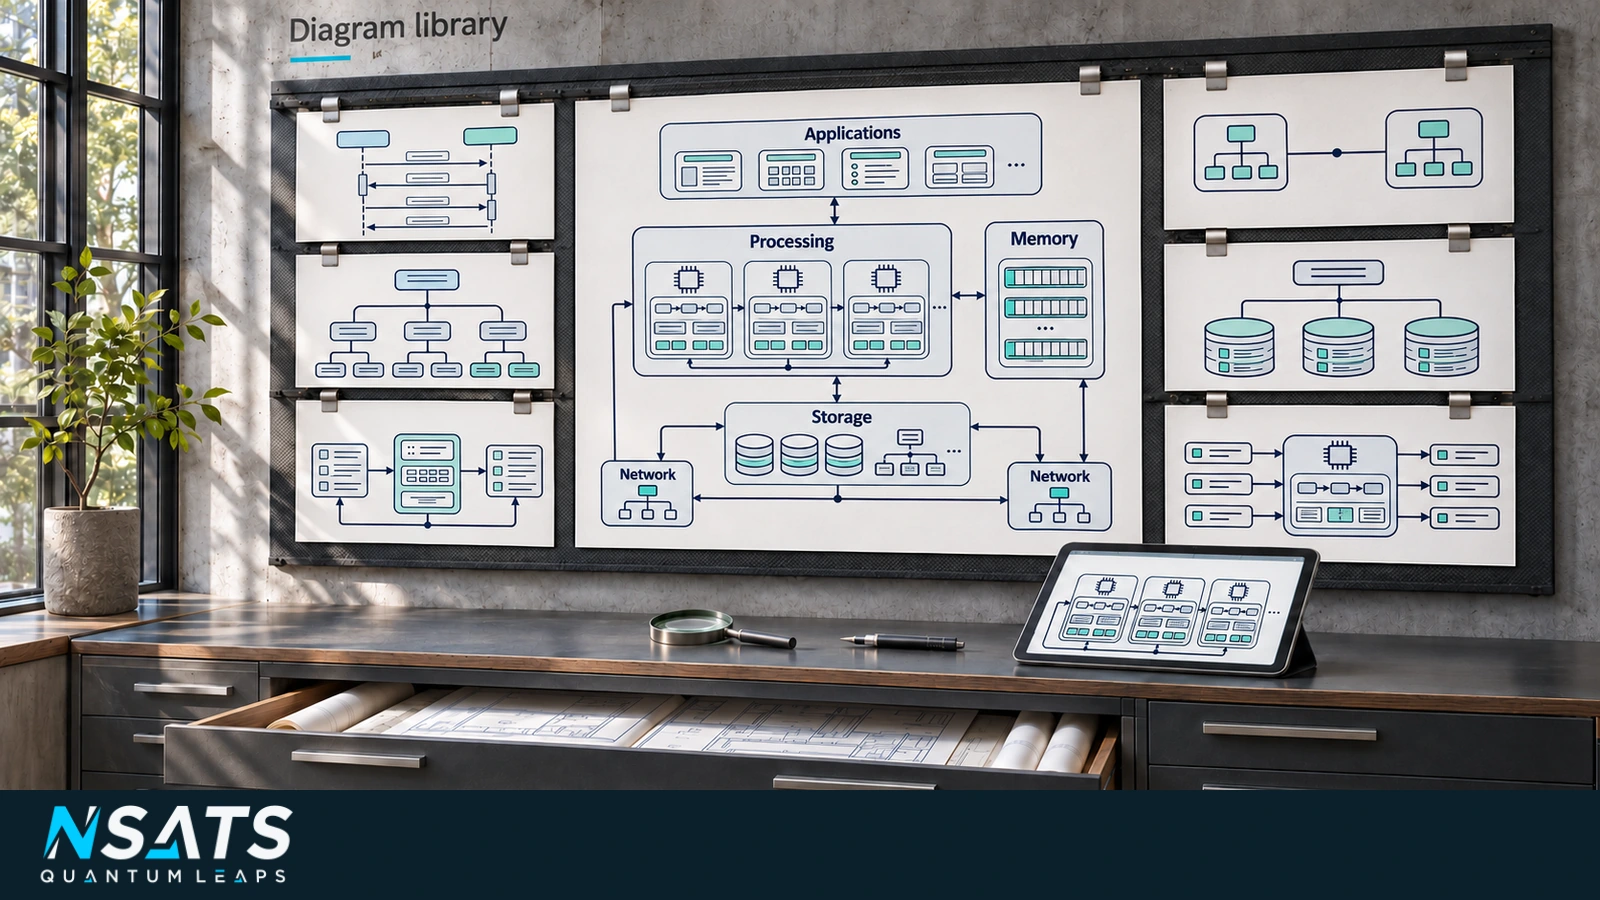 Diagram library
Applications
Processing
Memory
Storage
Network
Network
NSATS
QUANTUM LEAPS